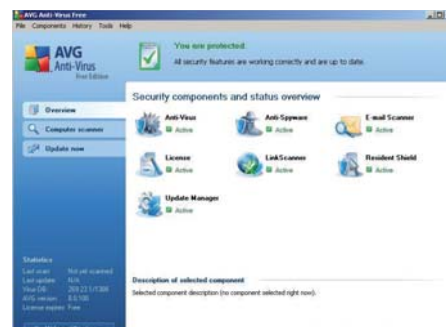 AVG Anti-Virus Free
File Components History Tools Help
AVG
Anti-Virus
Free Edition
You are protected.
All security features are working correctly and are up to date.
Overview
Computer scanner
Update now
Security components and status overview
Anti-Virus
Active
Anti-Spyware
Active
E-mail Scanner
Active
License
Active
LinkScanner
Active
Resident Shield
Active
Update Manager
Active
Statistics
Last scan: Not yet scanned
Last update: N/A
Virus DB:
AVG version: 8.0.100
License expires: Free
Description of selected component
Selected component description (no component selected right now).